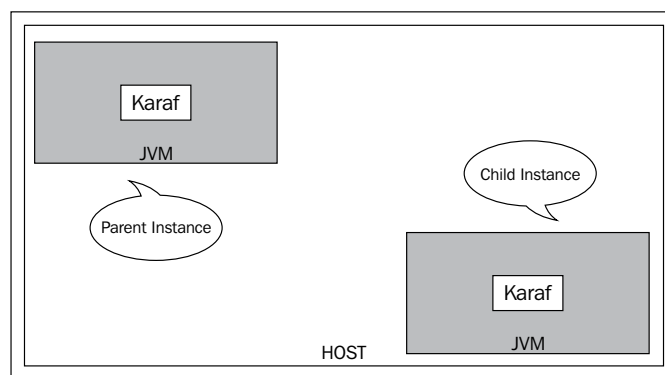 Karaf
JVM
Parent Instance
Child Instance
Karaf
JVM
HOST